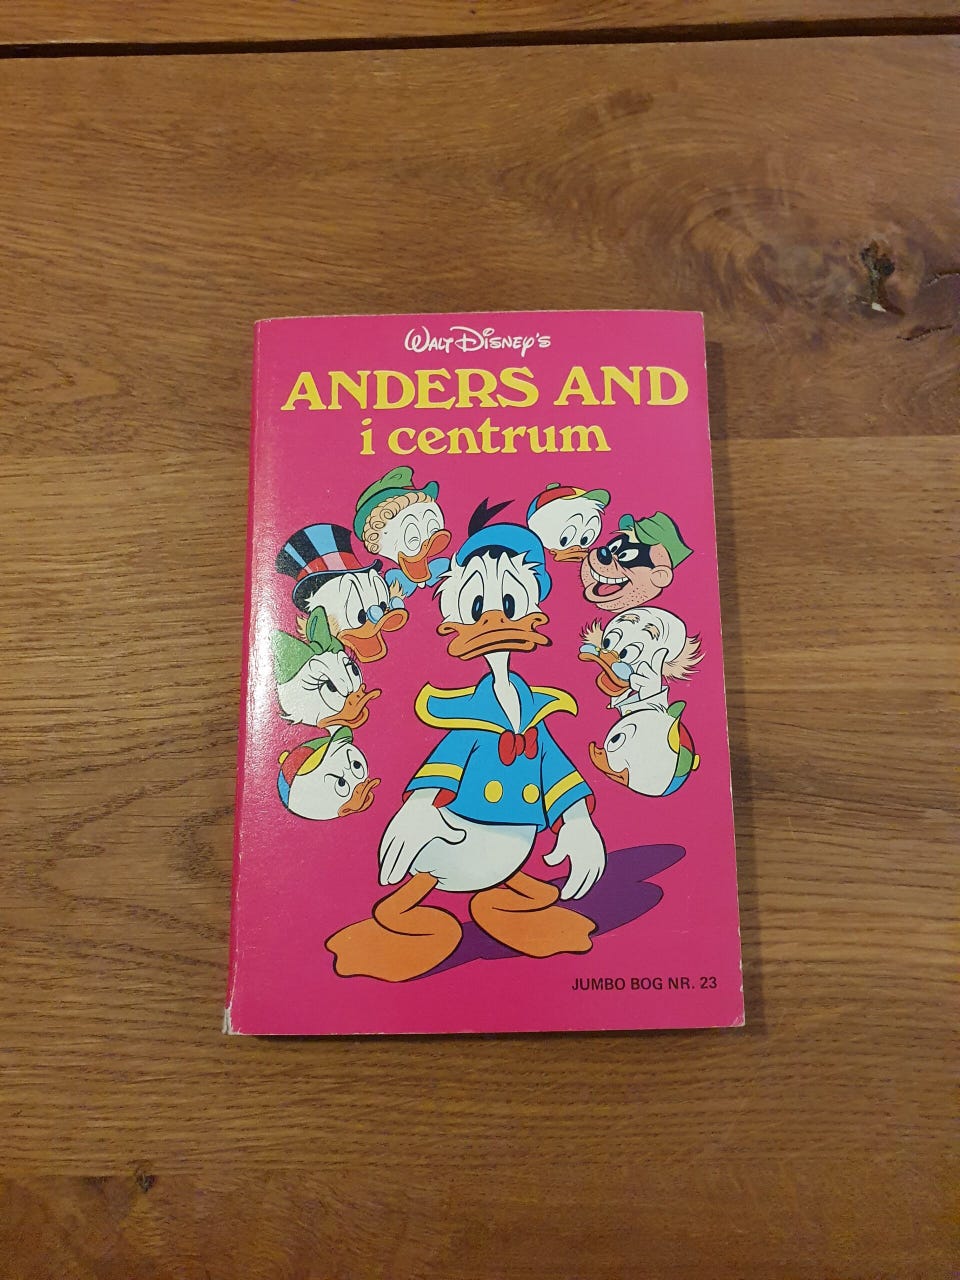 Walt Disney's
ANDERS AND
i centrum
JUMBO BOG NR. 23